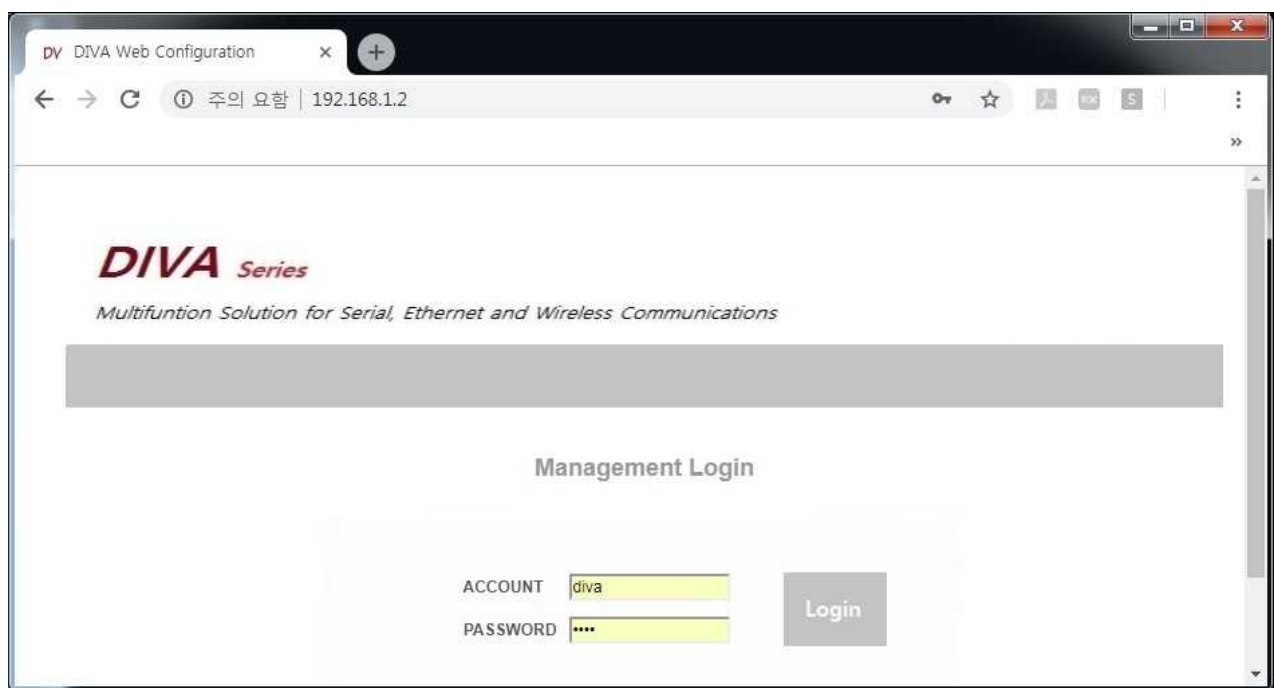 DV DIVA Web Configuration
주의 요함 | 192.168.1.2
DIVA Series
Multifuntion Solution for Serial, Ethernet and Wireless Communications
Management Login
ACCOUNT diva
Login
PASSWORD ••••